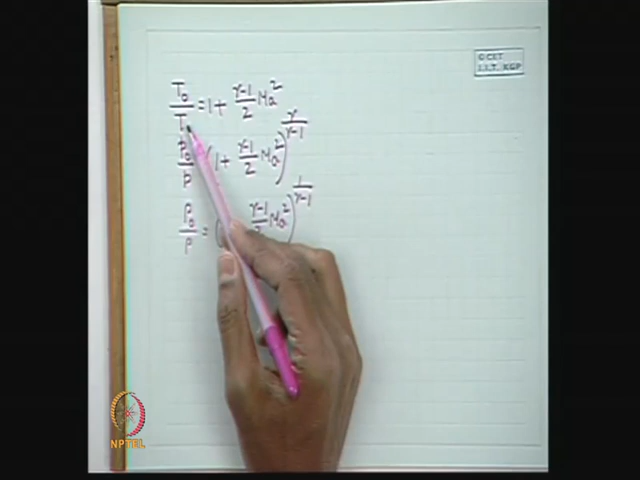 © CET
I.I.T. KGP
T₀/T = 1 + (γ-1)/2 Ma²
p₀/p = (1 + (γ-1)/2 Ma²)^(γ/(γ-1))
ρ₀/ρ = ( (γ-1)/2 Ma²)^(1/(γ-1))
NPTEL